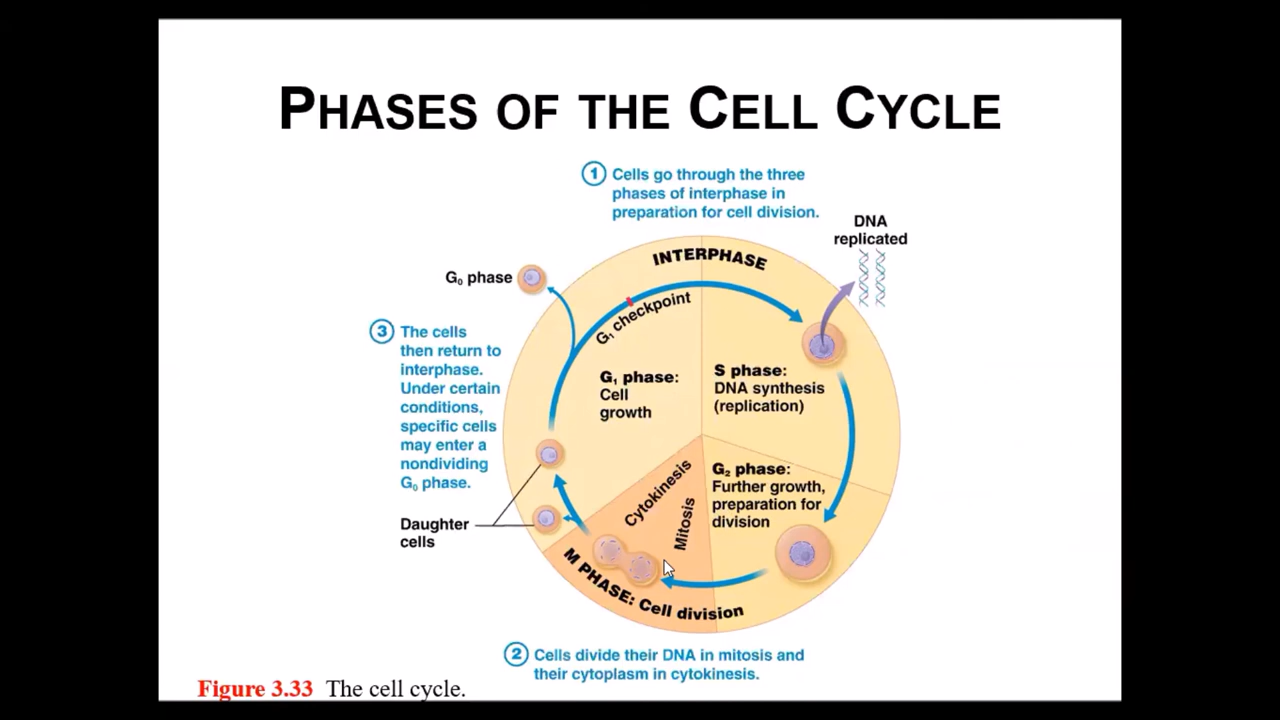 PHASES OF THE CELL CYCLE
1 Cells go through the three
phases of interphase in
preparation for cell division.
DNA
replicated
INTERPHASE
G₀ phase
G₁ checkpoint
3 The cells
then return to
interphase.
Under certain
conditions,
specific cells
may enter a
nondividing
G₀ phase.
G₁ phase:
Cell
growth
S phase:
DNA synthesis
(replication)
G₂ phase:
Further growth,
preparation for
division
Cytokinesis
Mitosis
Daughter
cells
M PHASE: Cell division
2 Cells divide their DNA in mitosis and
their cytoplasm in cytokinesis.
Figure 3.33 The cell cycle.